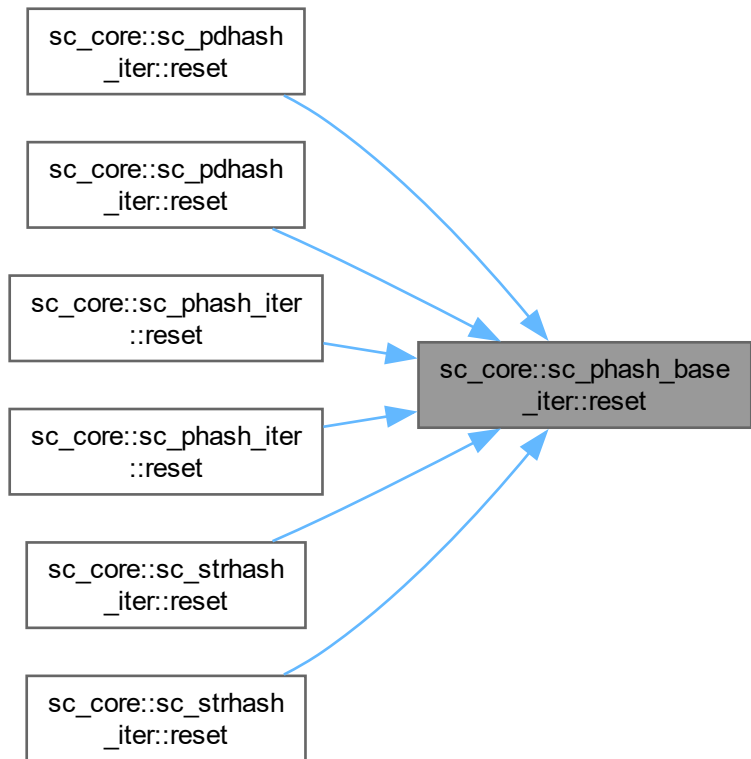 sc_core::sc_pdhash
_iter::reset
sc_core::sc_pdhash
_iter::reset
sc_core::sc_phash_iter
::reset
sc_core::sc_phash_base
_iter::reset
sc_core::sc_phash_iter
::reset
sc_core::sc_strhash
_iter::reset
sc_core::sc_strhash
_iter::reset